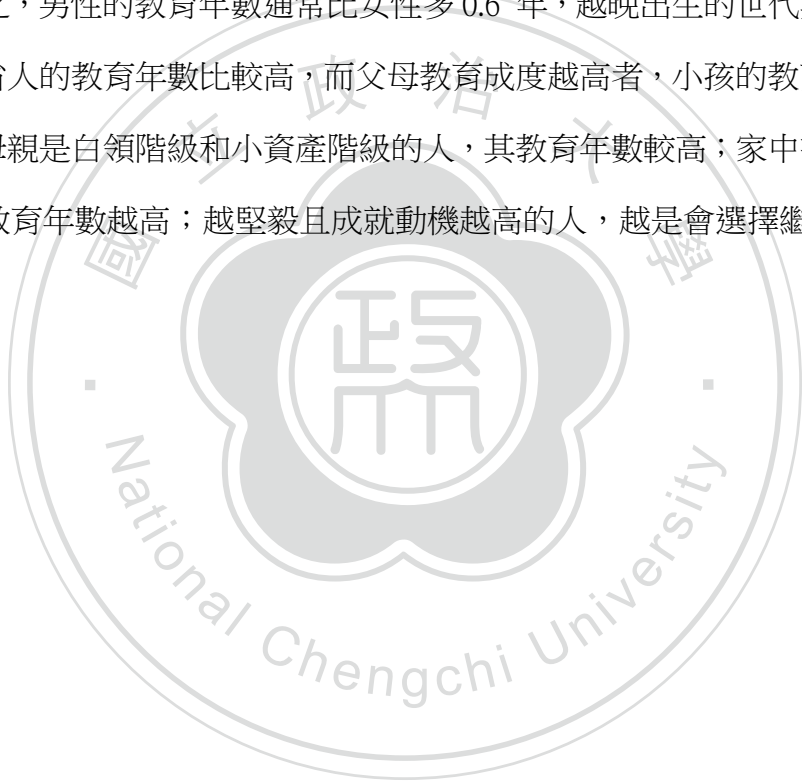 之，男性的教育年數通常比女性多 0.6 年，越晚出生的世代
省人的教育年數比較高，而父母教育成度越高者，小孩的教
母親是白領階級和小資產階級的人，其教育年數較高；家中
教育年數越高；越堅毅且成就動機越高的人，越是會選擇繼
國立政治大學
政
National Chengchi University